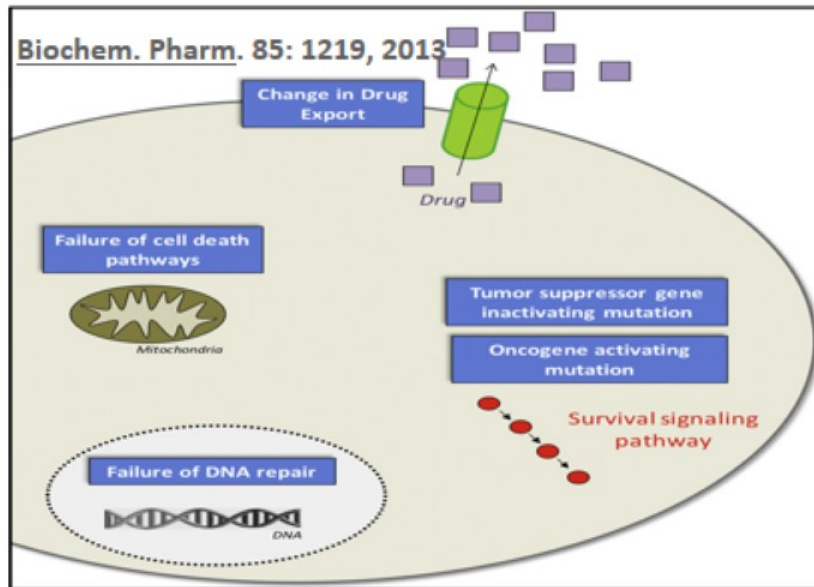 Biochem. Pharm. 85: 1219, 2013
Change in Drug
Export
Drug
Failure of cell death
pathways
Mitochondria
Tumor suppressor gene
inactivating mutation
Oncogene activating
mutation
Survival signaling
pathway
Failure of DNA repair
DNA